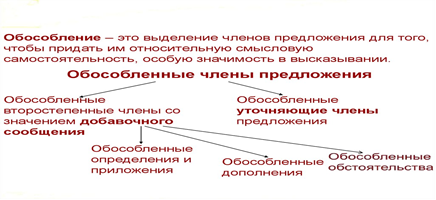 Обособление – это выделение членов предложения для того,
чтобы придать им относительную смысловую
самостоятельность, особую значимость в высказывании.
Обособленные члены предложения
Обособленные
второстепенные члены со
значением добавочного
сообщения
Обособленные
уточняющие члены
предложения
Обособленные
определения и
приложения
Обособленные
дополнения
Обособленные
обстоятельства